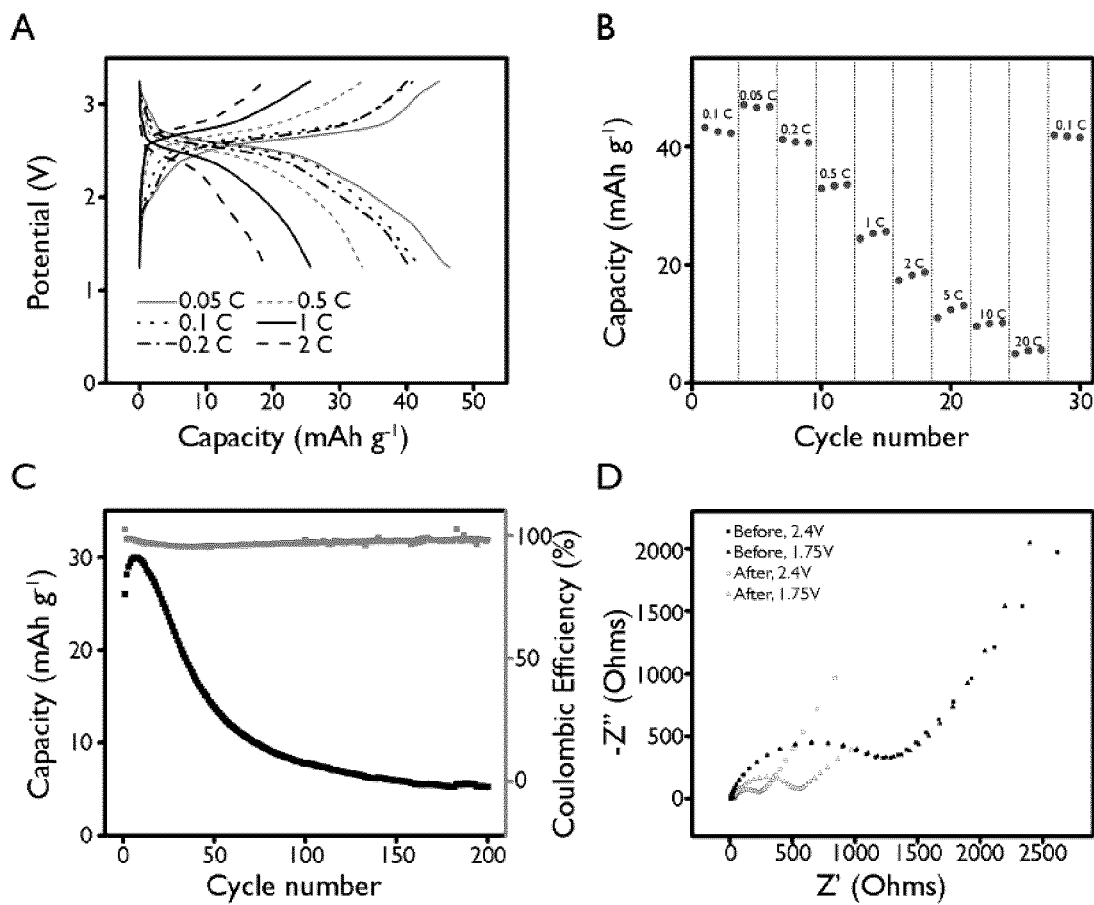 A
3
2
1
0
Potential (V)
0.05 C
0.1 C
0.2 C
0.5 C
1 C
2 C
0 10 20 30 40 50
Capacity (mAh g-1)
B
40
20
0
Capacity (mAh g-1)
0.1 C
0.05 C
0.2 C
0.5 C
1 C
2 C
5 C
10 C
20 C
0.1 C
0 10 20 30
Cycle number
C
30
20
10
0
Capacity (mAh g-1)
100
50
0
Coulombic Efficiency (%)
0 50 100 150 200
Cycle number
D
2000
1500
1000
500
0
-Z'' (Ohms)
Before, 2.4V
Before, 1.75V
After, 2.4V
After, 1.75V
0 500 1000 1500 2000 2500
Z' (Ohms)